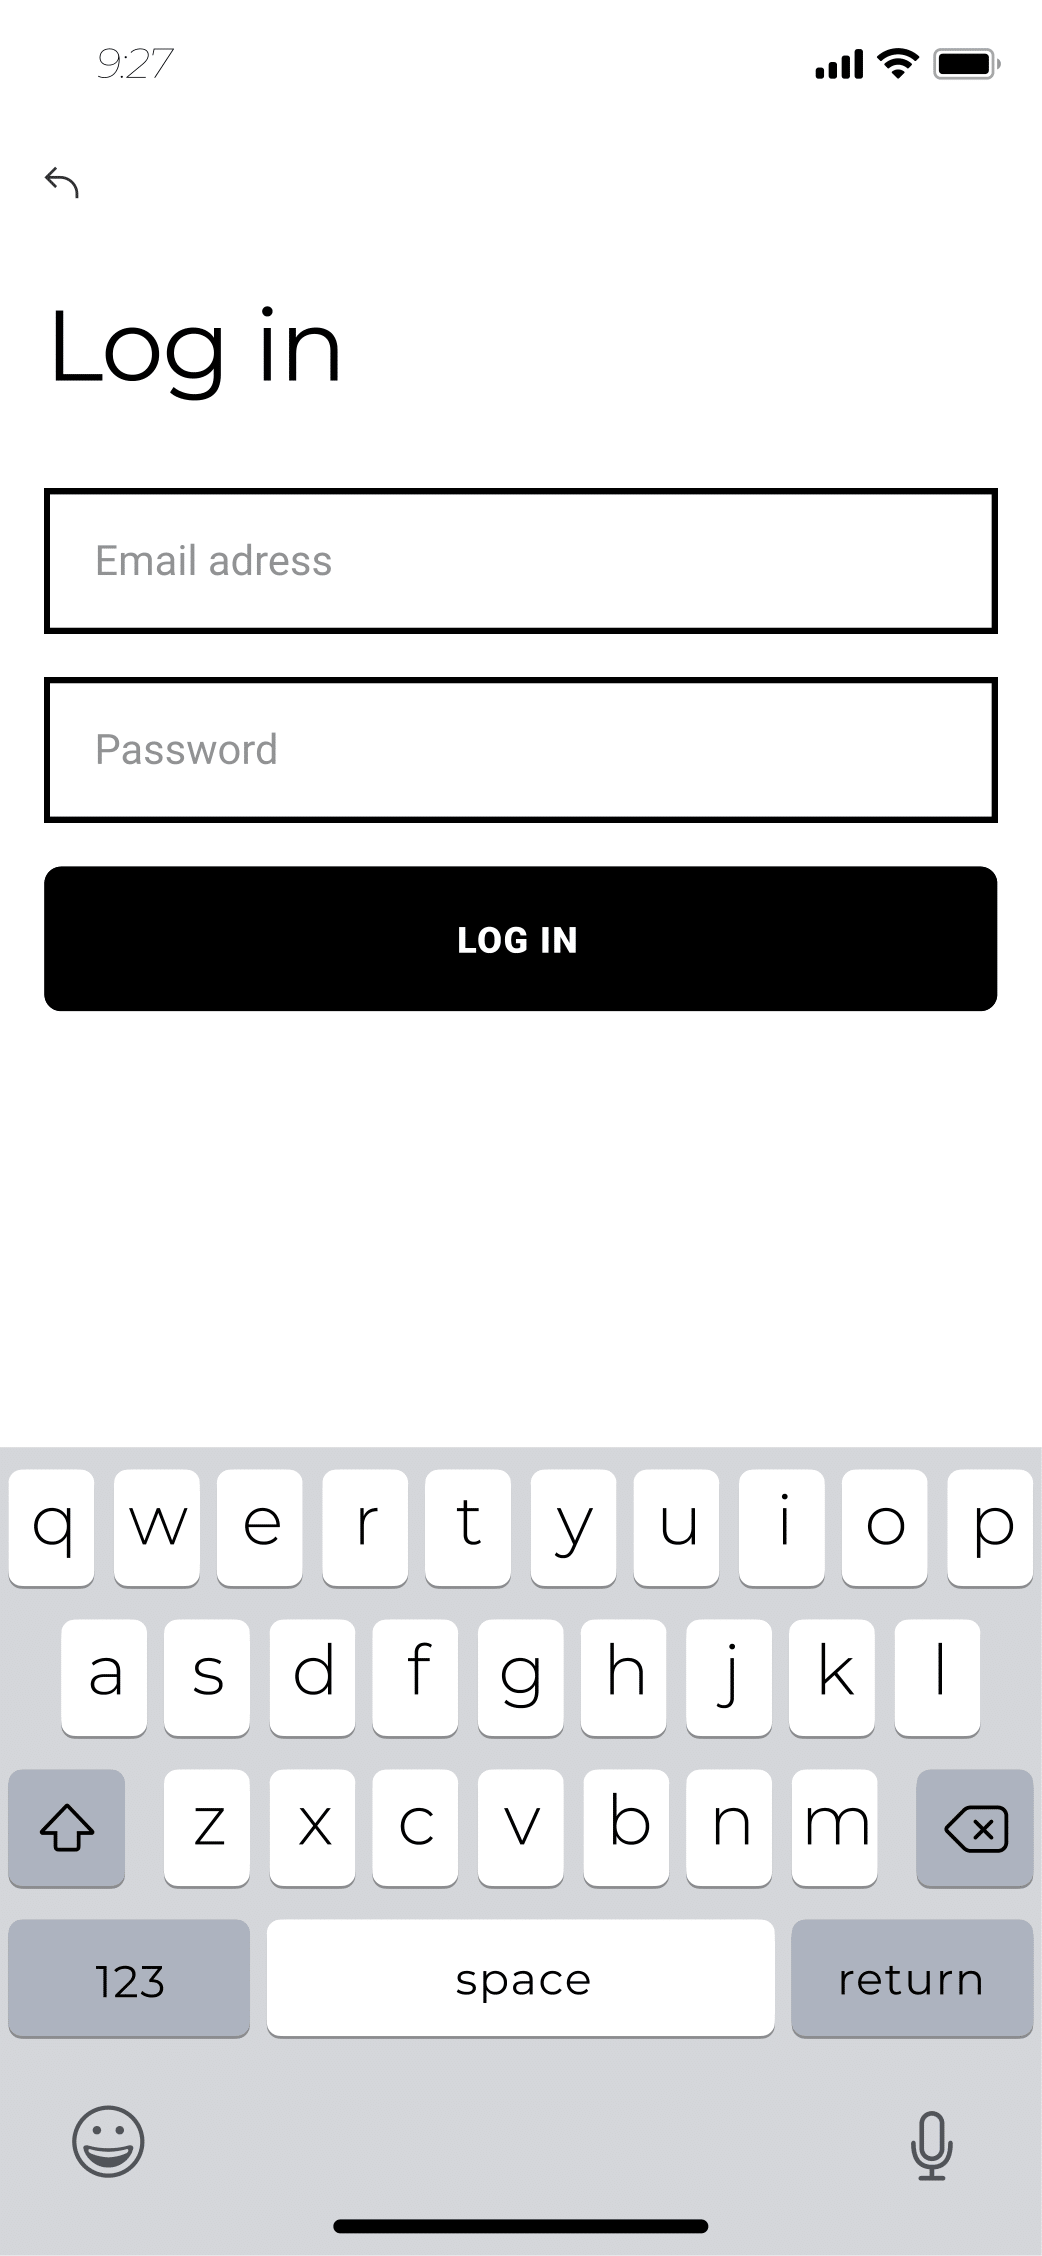 9:27
Log in
Email adress
Password
LOG IN
q w e r t y u i o p
a s d f g h j k l
z x c v b n m
123 space return